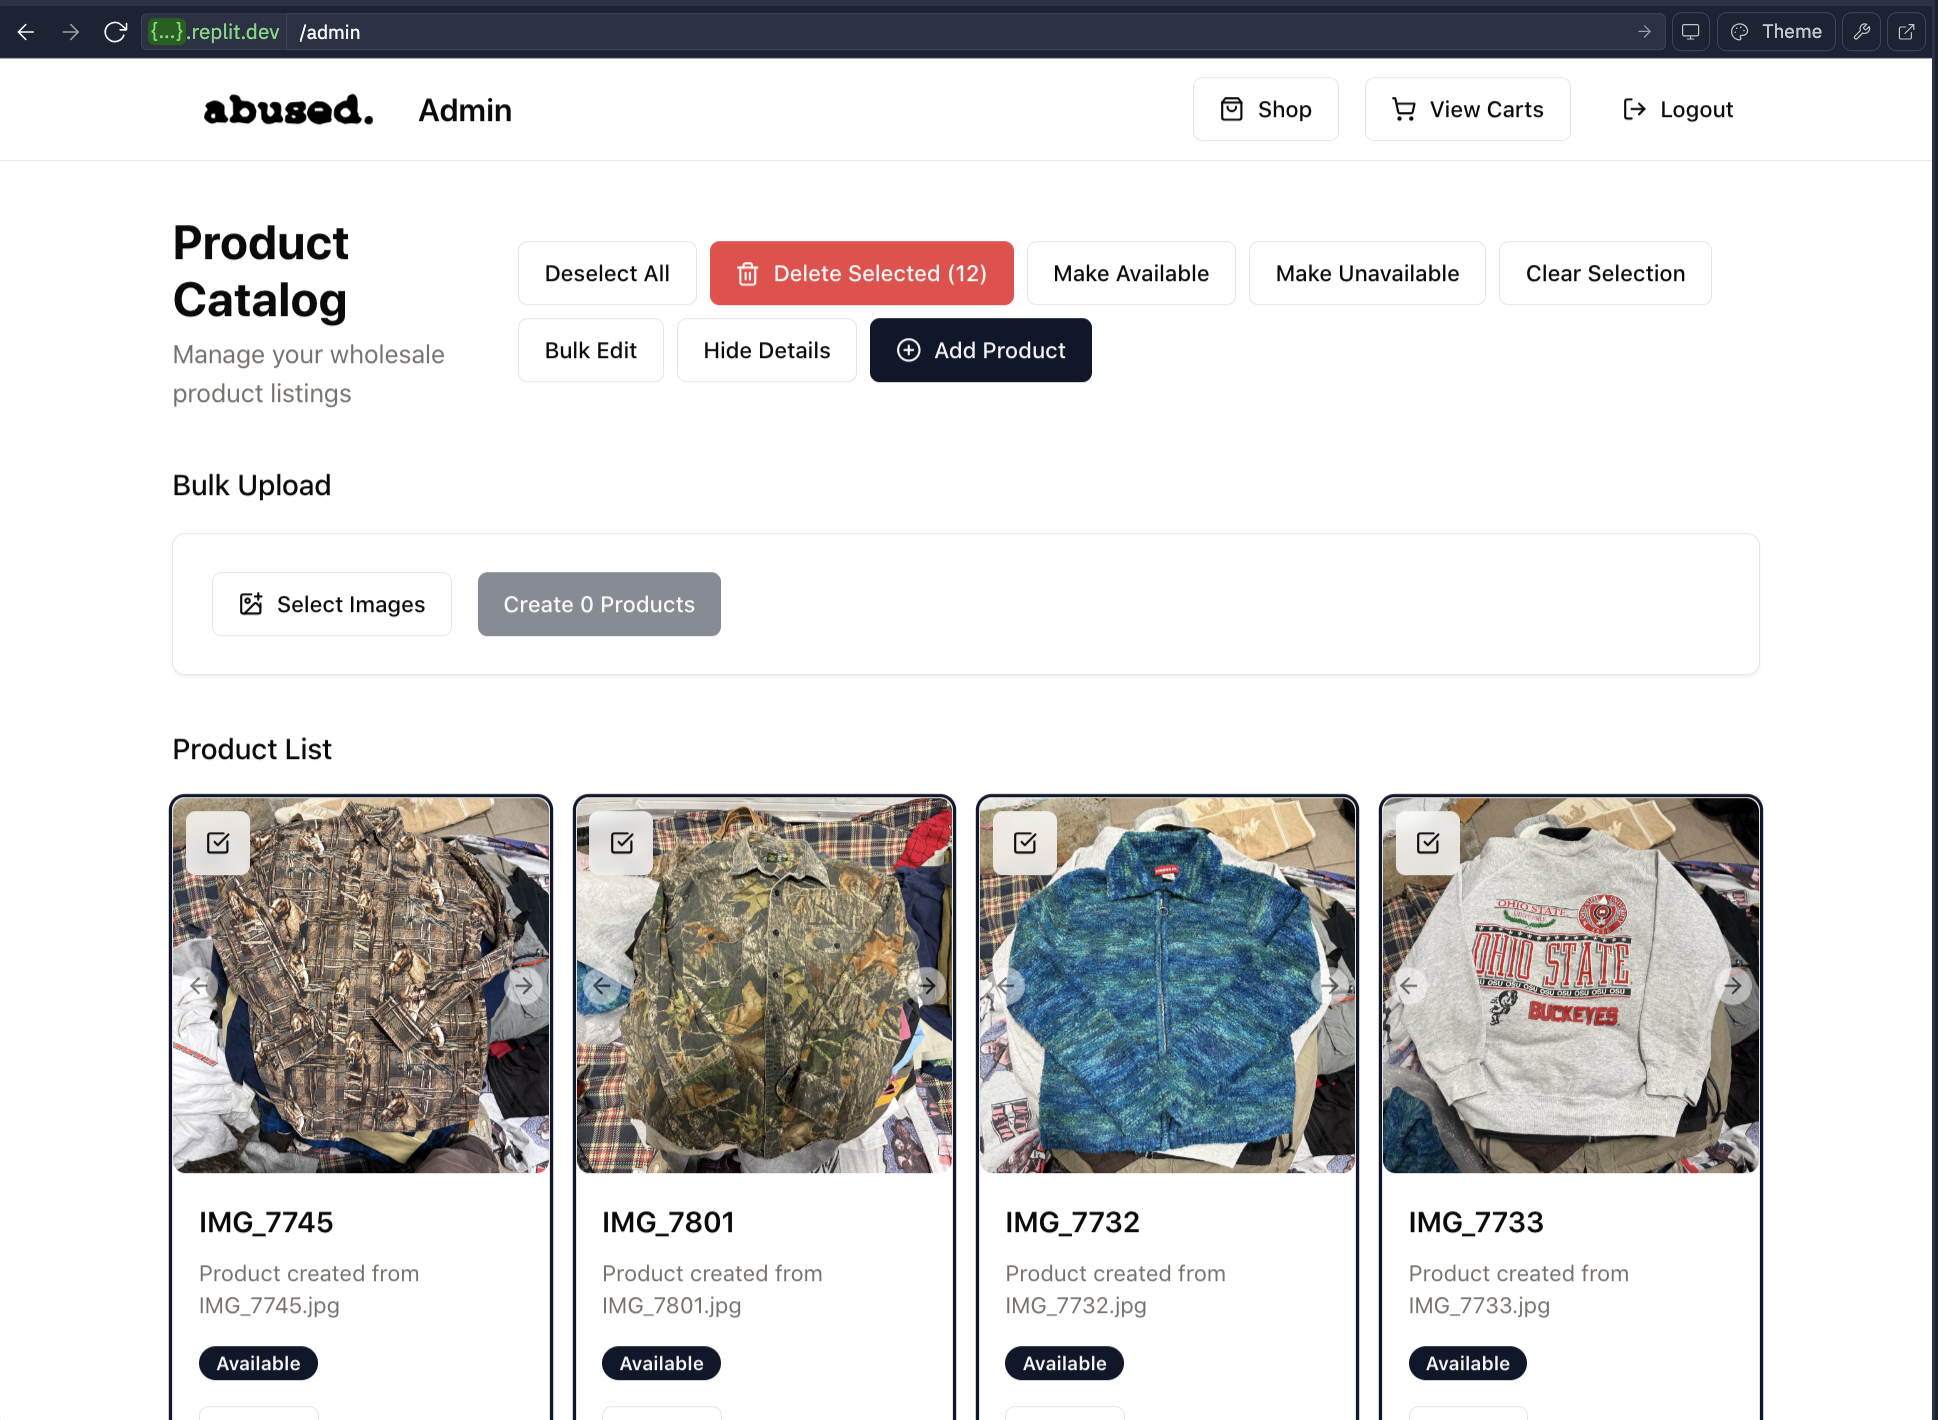 {...}.replit.dev /admin
Theme
abused.
Admin
Shop
View Carts
Logout
Product
Catalog
Manage your wholesale
product listings
Deselect All
Delete Selected (12)
Make Available
Make Unavailable
Clear Selection
Bulk Edit
Hide Details
Add Product
Bulk Upload
Select Images
Create 0 Products
Product List
OHIO STATE
UNIVERSITY
OHIO STATE
OSU OSU OSU OSU OSU OSU
BUCKEYES
IMG_7745
Product created from
IMG_7745.jpg
Available
IMG_7801
Product created from
IMG_7801.jpg
Available
IMG_7732
Product created from
IMG_7732.jpg
Available
IMG_7733
Product created from
IMG_7733.jpg
Available